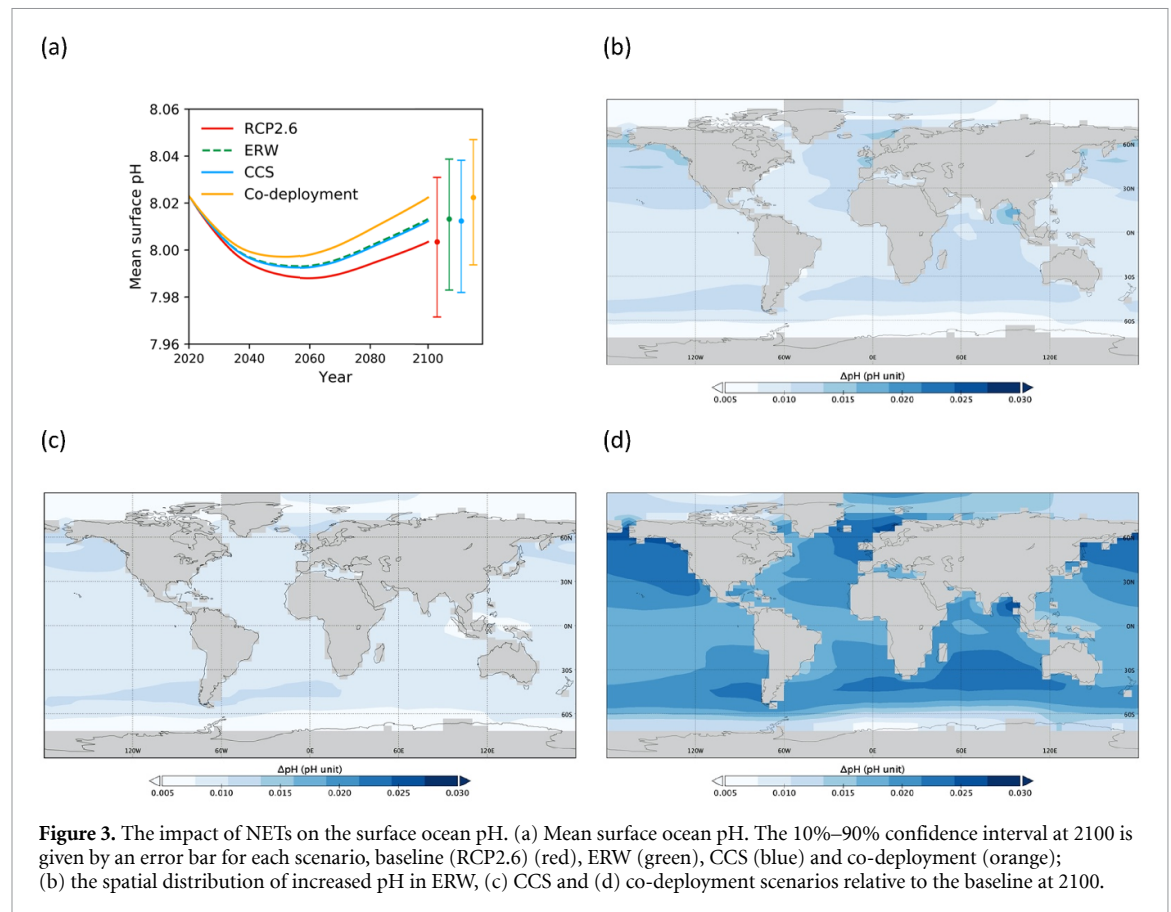 (a)
8.06
8.04
8.02
8.00
7.98
7.96
Mean surface pH
RCP2.6
ERW
CCS
Co-deployment
2020 2040 2060 2080 2100
Year
(b)
60N
30N
0N
30S
60S
120W 60W 0E 60E 120E
ΔpH (pH unit)
0.005 0.010 0.015 0.020 0.025 0.030
(c)
60N
30N
0N
30S
60S
120W 60W 0E 60E 120E
ΔpH (pH unit)
0.005 0.010 0.015 0.020 0.025 0.030
(d)
60N
30N
0N
30S
60S
120W 60W 0E 60E 120E
ΔpH (pH unit)
0.005 0.010 0.015 0.020 0.025 0.030
Figure 3. The impact of NETs on the surface ocean pH. (a) Mean surface ocean pH. The 10%–90% confidence interval at 2100 is
given by an error bar for each scenario, baseline (RCP2.6) (red), ERW (green), CCS (blue) and co-deployment (orange);
(b) the spatial distribution of increased pH in ERW, (c) CCS and (d) co-deployment scenarios relative to the baseline at 2100.